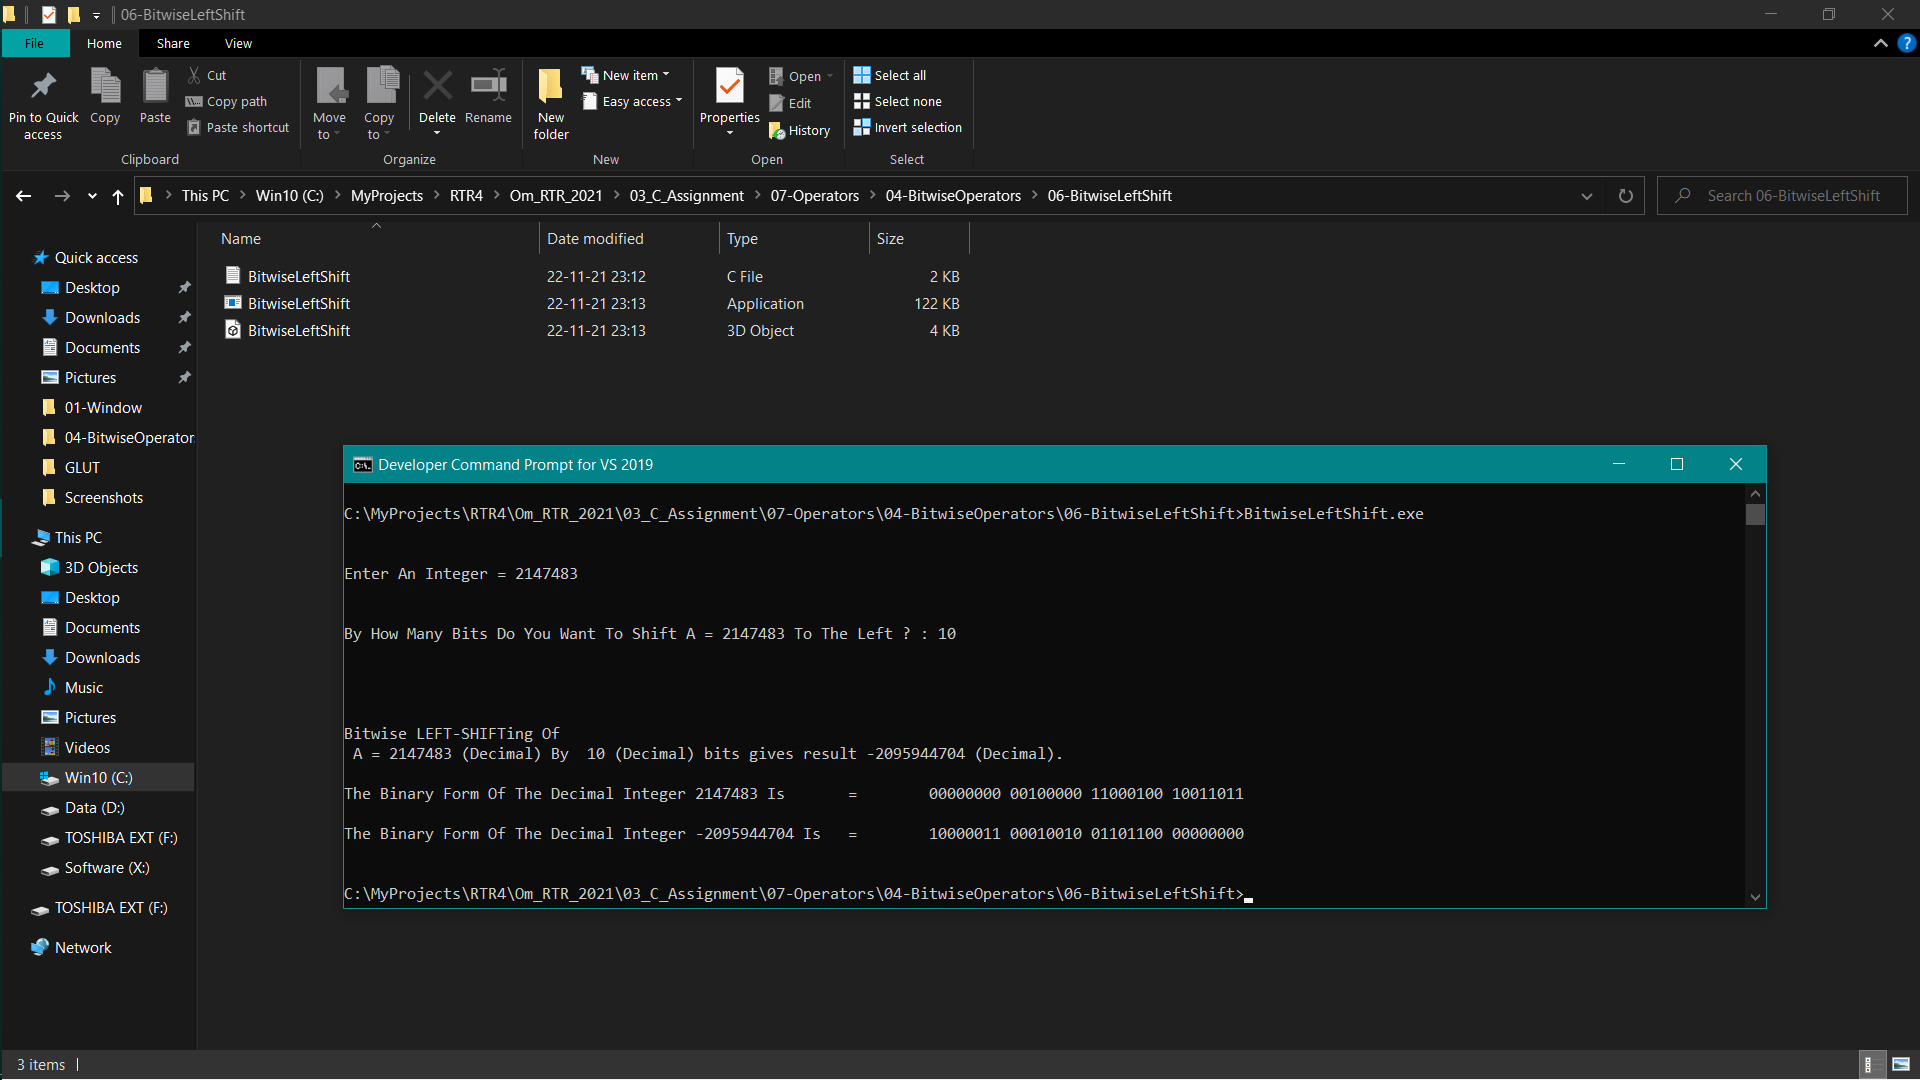 06-BitwiseLeftShift
File Home Share View
Pin to Quick access
Copy
Paste
Cut
Copy path
Paste shortcut
Clipboard
Move to
Copy to
Delete
Rename
Organize
New folder
New item
Easy access
New
Properties
Open
Edit
History
Open
Select all
Select none
Invert selection
Select
This PC > Win10 (C:) > MyProjects > RTR4 > Om_RTR_2021 > 03_C_Assignment > 07-Operators > 04-BitwiseOperators > 06-BitwiseLeftShift
Search 06-BitwiseLeftShift
Name Date modified Type Size
BitwiseLeftShift 22-11-21 23:12 C File 2 KB
BitwiseLeftShift 22-11-21 23:13 Application 122 KB
BitwiseLeftShift 22-11-21 23:13 3D Object 4 KB
Quick access
Desktop
Downloads
Documents
Pictures
01-Window
04-BitwiseOperator
GLUT
Screenshots
This PC
3D Objects
Desktop
Documents
Downloads
Music
Pictures
Videos
Win10 (C:)
Data (D:)
TOSHIBA EXT (F:)
Software (X:)
TOSHIBA EXT (F:)
Network
Developer Command Prompt for VS 2019
C:\MyProjects\RTR4\Om_RTR_2021\03_C_Assignment\07-Operators\04-BitwiseOperators\06-BitwiseLeftShift>BitwiseLeftShift.exe
Enter An Integer = 2147483
By How Many Bits Do You Want To Shift A = 2147483 To The Left ? : 10
Bitwise LEFT-SHIFTing Of
A = 2147483 (Decimal) By  10 (Decimal) bits gives result -2095944704 (Decimal).
The Binary Form Of The Decimal Integer 2147483 Is = 00000000 00100000 11000100 10011011
The Binary Form Of The Decimal Integer -2095944704 Is = 10000011 00010010 01101100 00000000
C:\MyProjects\RTR4\Om_RTR_2021\03_C_Assignment\07-Operators\04-BitwiseOperators\06-BitwiseLeftShift>
3 items